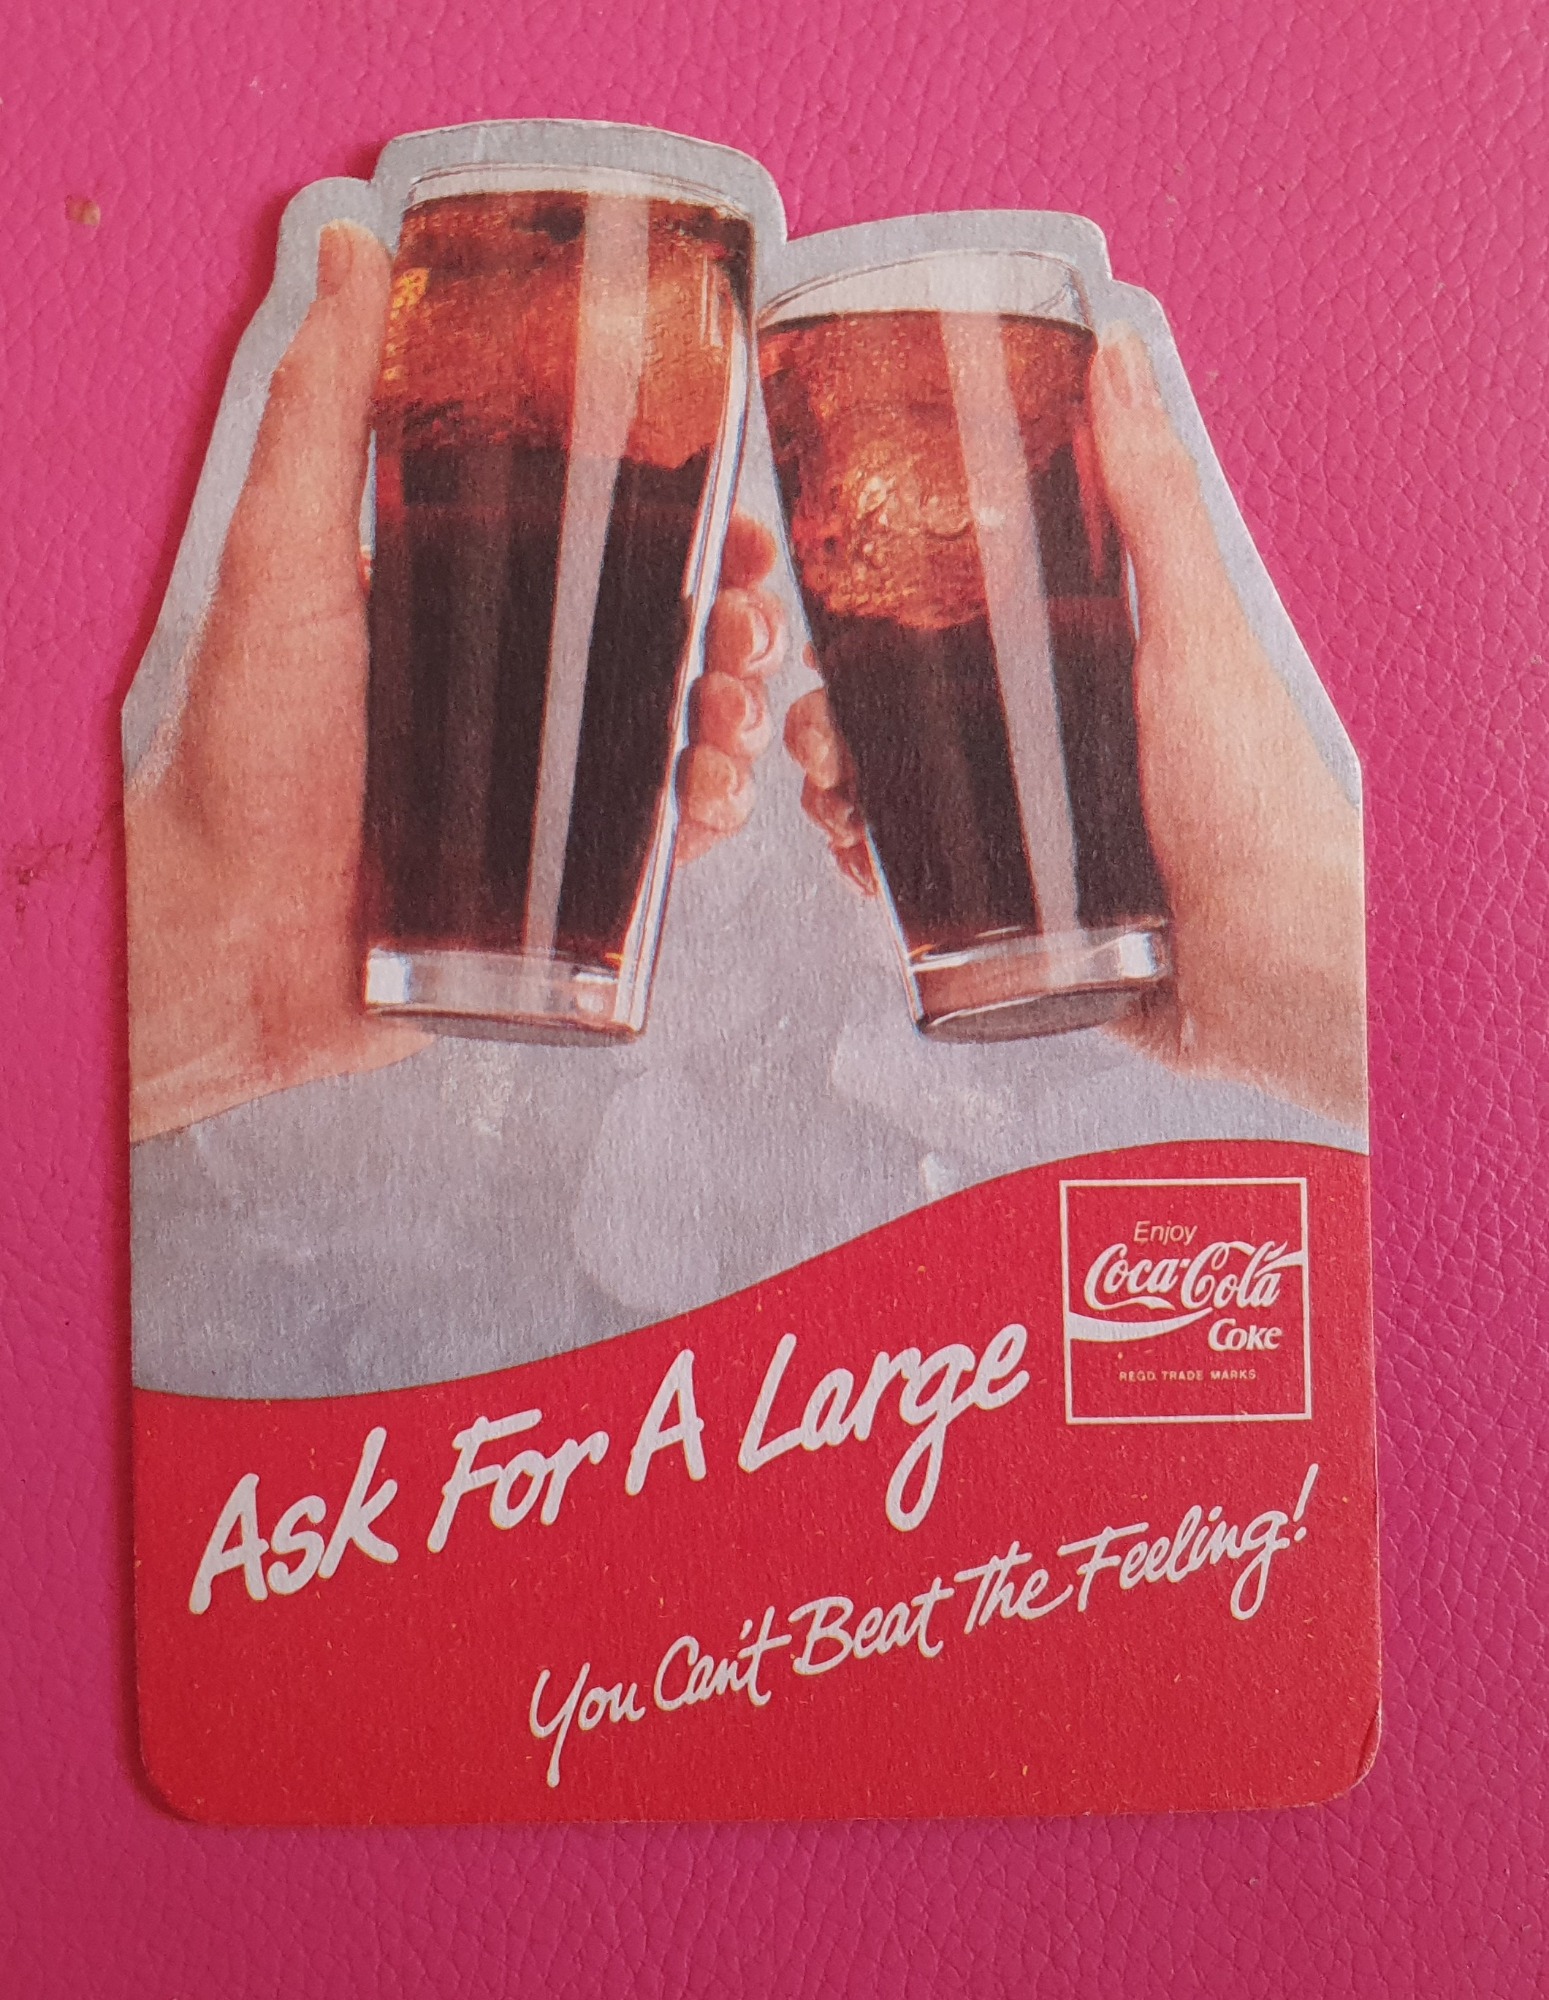 Enjoy
Coca-Cola
Coke
REGD. TRADE MARKS
Ask For A Large
You Can't Beat The Feeling!